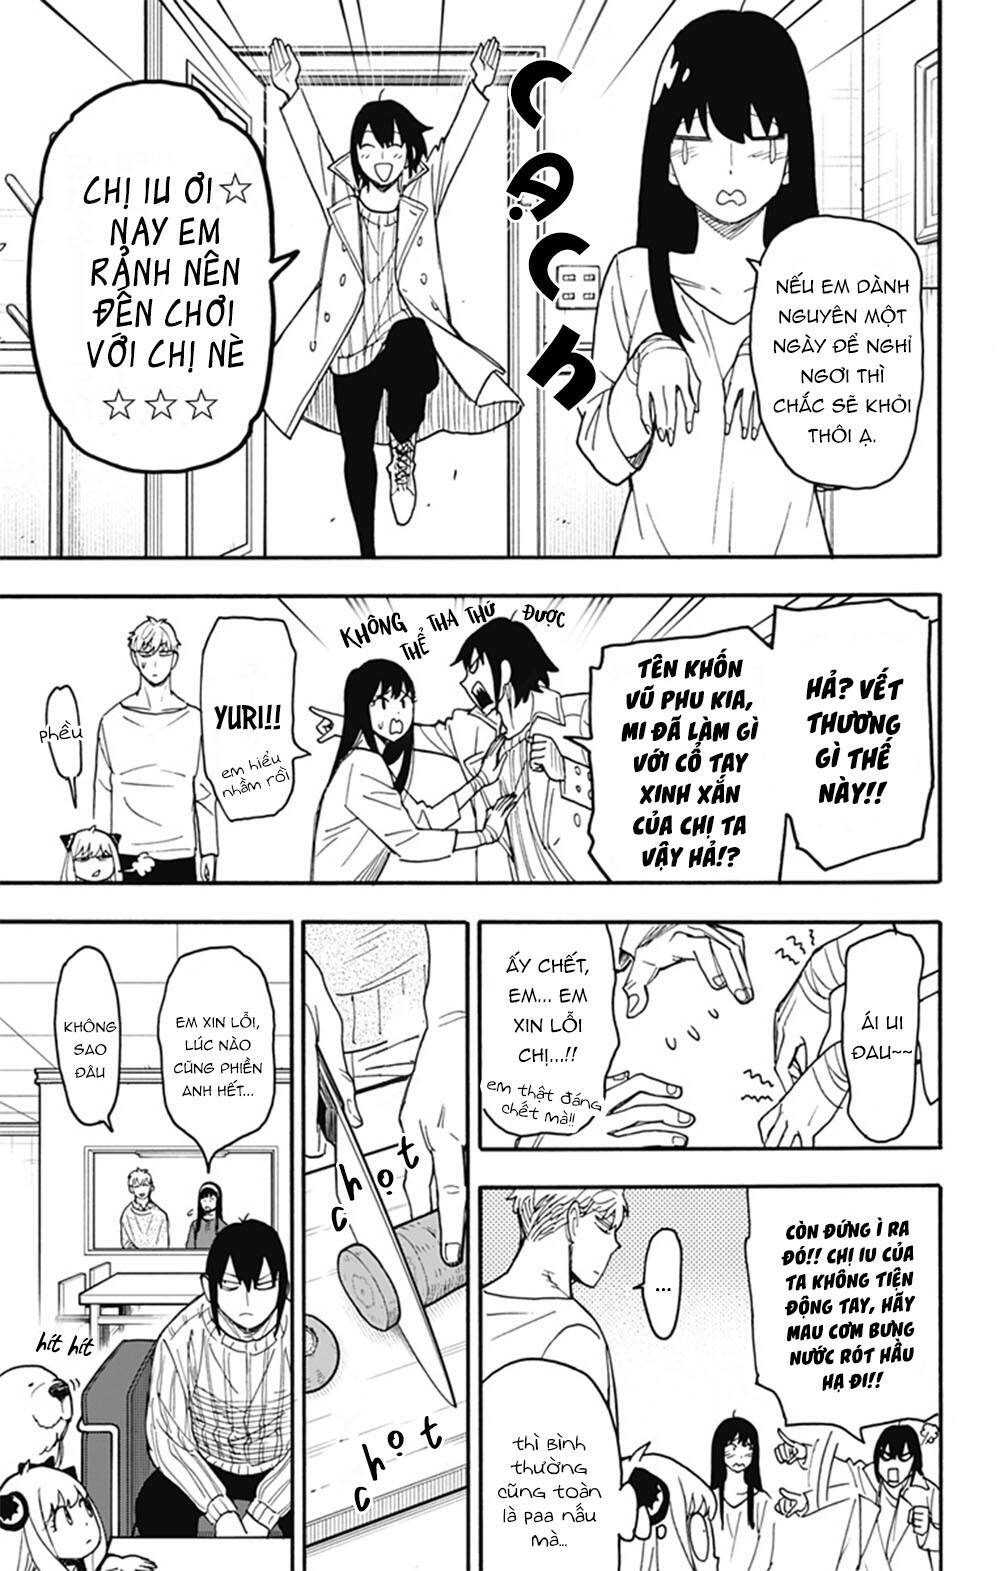 NẾU EM DÀNH
NGUYÊN MỘT
NGÀY ĐỂ NGHỈ
NGƠI THÌ
CHẮC SẼ KHỎI
THÔI Ạ.
CẠCH
CHỊ IU ƠI☆
NAY EM
RẢNH NÊN
ĐẾN CHƠI
VỚI CHỊ NÈ
☆☆☆
HẢ? VẾT
THƯƠNG
GÌ THẾ
NÀY!!
TÊN KHỐN
VŨ PHU KIA,
MI ĐÃ LÀM GÌ
VỚI CỔ TAY
XINH XẮN
CỦA CHỊ TA
VẬY HẢ!?
KHÔNG THỂ THA THỨ ĐƯỢC
YURI!!
em hiểu
nhầm rồi
phều
ÁI UI
ĐAU~~
ẤY CHẾT,
EM... EM
XIN LỖI
CHỊ...!!
em thật đáng
chết mà!!
CÒN ĐỨNG Ì RA
ĐÓ!! CHỊ IU CỦA
TA KHÔNG TIỆN
ĐỘNG TAY, HÃY
MAU CƠM BƯNG
NƯỚC RÓT HẦU
HẠ ĐI!!
...
thì bình
thường
cũng toàn
là paa nấu
mà...
chọt
chọt
EM XIN LỖI,
LÚC NÀO
CŨNG PHIỀN
ANH HẾT...
KHÔNG
SAO
ĐÂU
hít hít